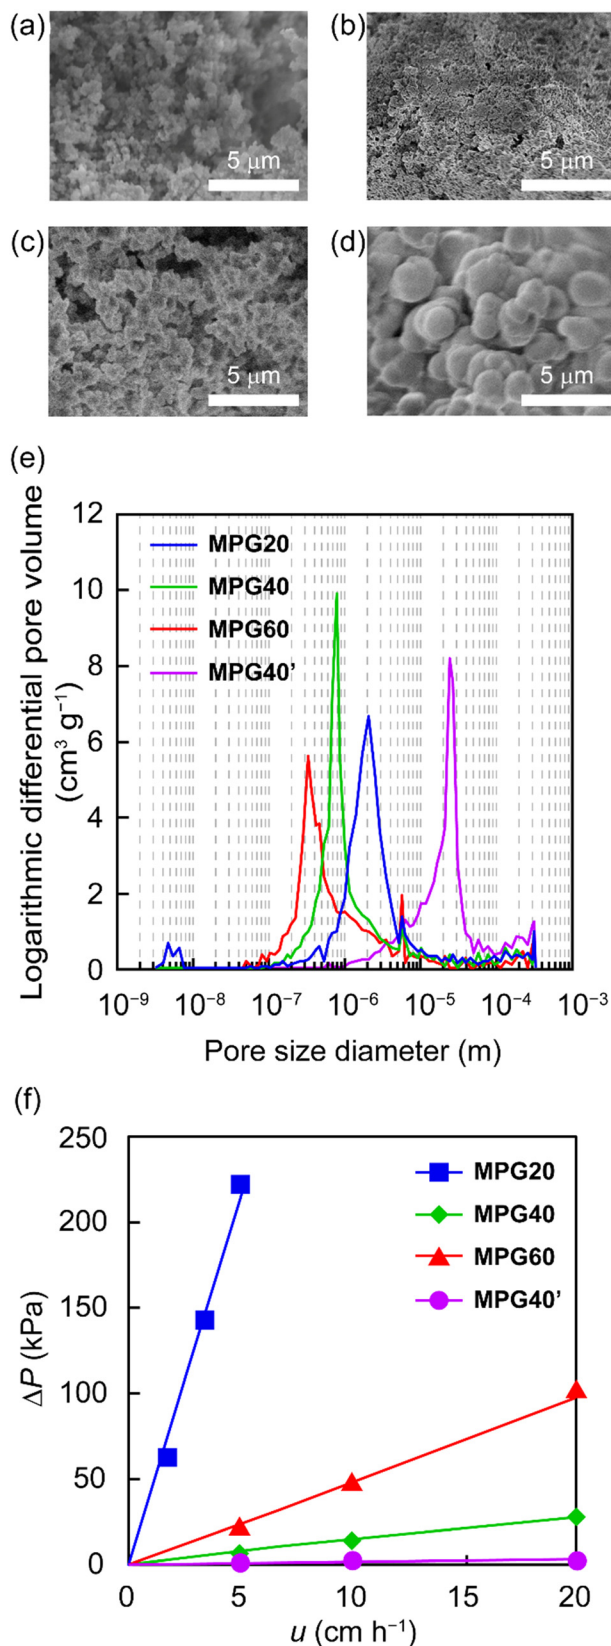 (a)
(b)
5 μm
5 μm
(c)
(d)
5 μm
5 μm
(e)
Logarithmic differential pore volume
(cm³ g⁻¹)
12
10
8
6
4
2
0
MPG20
MPG40
MPG60
MPG40’
10⁻⁹
10⁻⁸
10⁻⁷
10⁻⁶
10⁻⁵
10⁻⁴
10⁻³
Pore size diameter (m)
(f)
ΔP (kPa)
250
200
150
100
50
0
MPG20
MPG40
MPG60
MPG40’
0
5
10
15
20
u (cm h⁻¹)